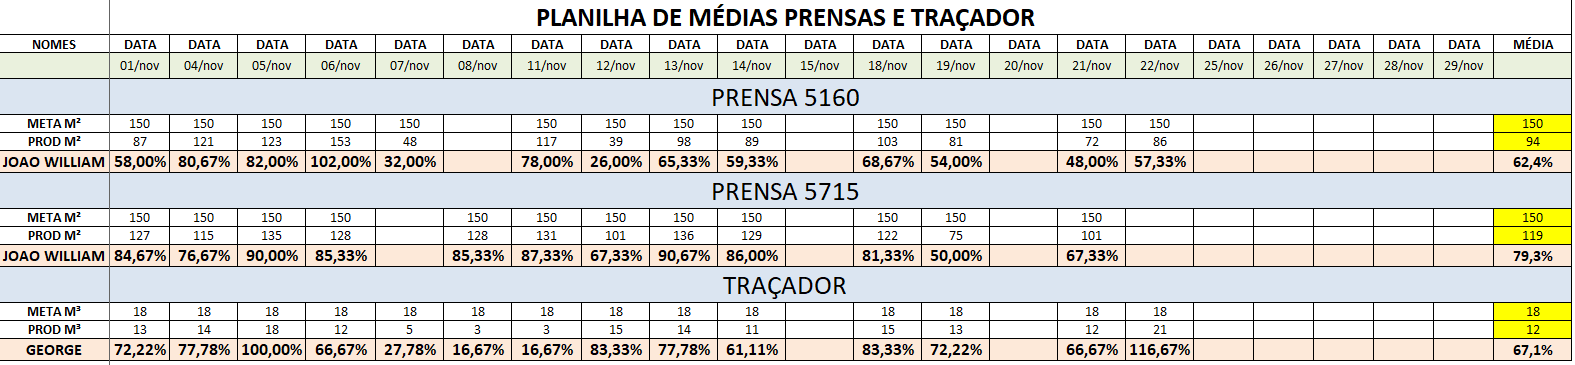 PLANILHA DE MÉDIAS PRENSAS E TRAÇADOR
NOMES DATA DATA DATA DATA DATA DATA DATA DATA DATA DATA DATA DATA DATA DATA DATA DATA DATA DATA DATA DATA DATA MÉDIA
01/nov 04/nov 05/nov 06/nov 07/nov 08/nov 11/nov 12/nov 13/nov 14/nov 15/nov 18/nov 19/nov 20/nov 21/nov 22/nov 25/nov 26/nov 27/nov 28/nov 29/nov
PRENSA 5160
META M² 150 150 150 150 150 150 150 150 150 150 150 150 150 150
PROD M² 87 121 123 153 48 117 39 98 89 103 81 72 86 94
JOAO WILLIAM 58,00% 80,67% 82,00% 102,00% 32,00% 78,00% 26,00% 65,33% 59,33% 68,67% 54,00% 48,00% 57,33% 62,4%
PRENSA 5715
META M² 150 150 150 150 150 150 150 150 150 150 150 150 150
PROD M² 127 115 135 128 128 131 101 136 129 122 75 101 119
JOAO WILLIAM 84,67% 76,67% 90,00% 85,33% 85,33% 87,33% 67,33% 90,67% 86,00% 81,33% 50,00% 67,33% 79,3%
TRAÇADOR
META M³ 18 18 18 18 18 18 18 18 18 18 18 18 18 18 18
PROD M³ 13 14 18 12 5 3 3 15 14 11 15 13 12 21 12
GEORGE 72,22% 77,78% 100,00% 66,67% 27,78% 16,67% 16,67% 83,33% 77,78% 61,11% 83,33% 72,22% 66,67% 116,67% 67,1%